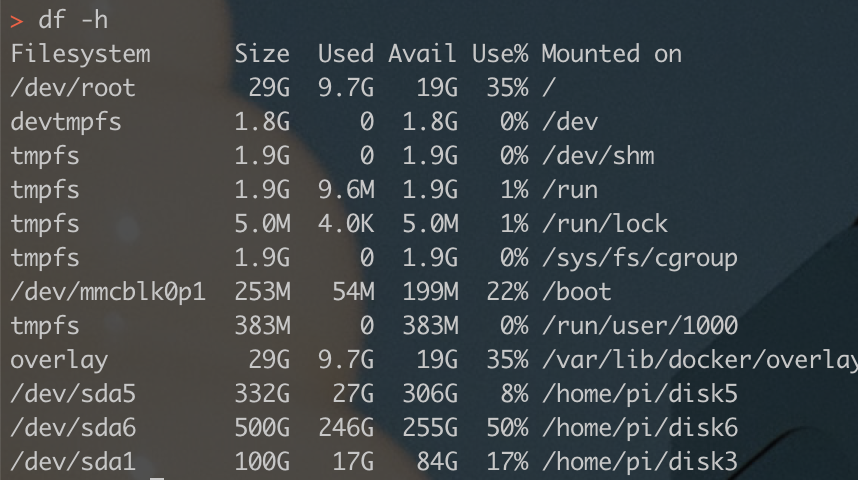 > df -h
Filesystem      Size  Used Avail Use% Mounted on
/dev/root        29G  9.7G   19G  35% /
devtmpfs        1.8G     0  1.8G   0% /dev
tmpfs           1.9G     0  1.9G   0% /dev/shm
tmpfs           1.9G  9.6M  1.9G   1% /run
tmpfs           5.0M  4.0K  5.0M   1% /run/lock
tmpfs           1.9G     0  1.9G   0% /sys/fs/cgroup
/dev/mmcblk0p1  253M   54M  199M  22% /boot
tmpfs           383M     0  383M   0% /run/user/1000
overlay          29G  9.7G   19G  35% /var/lib/docker/overlay
/dev/sda5       332G   27G  306G   8% /home/pi/disk5
/dev/sda6       500G  246G  255G  50% /home/pi/disk6
/dev/sda1       100G   17G   84G  17% /home/pi/disk3